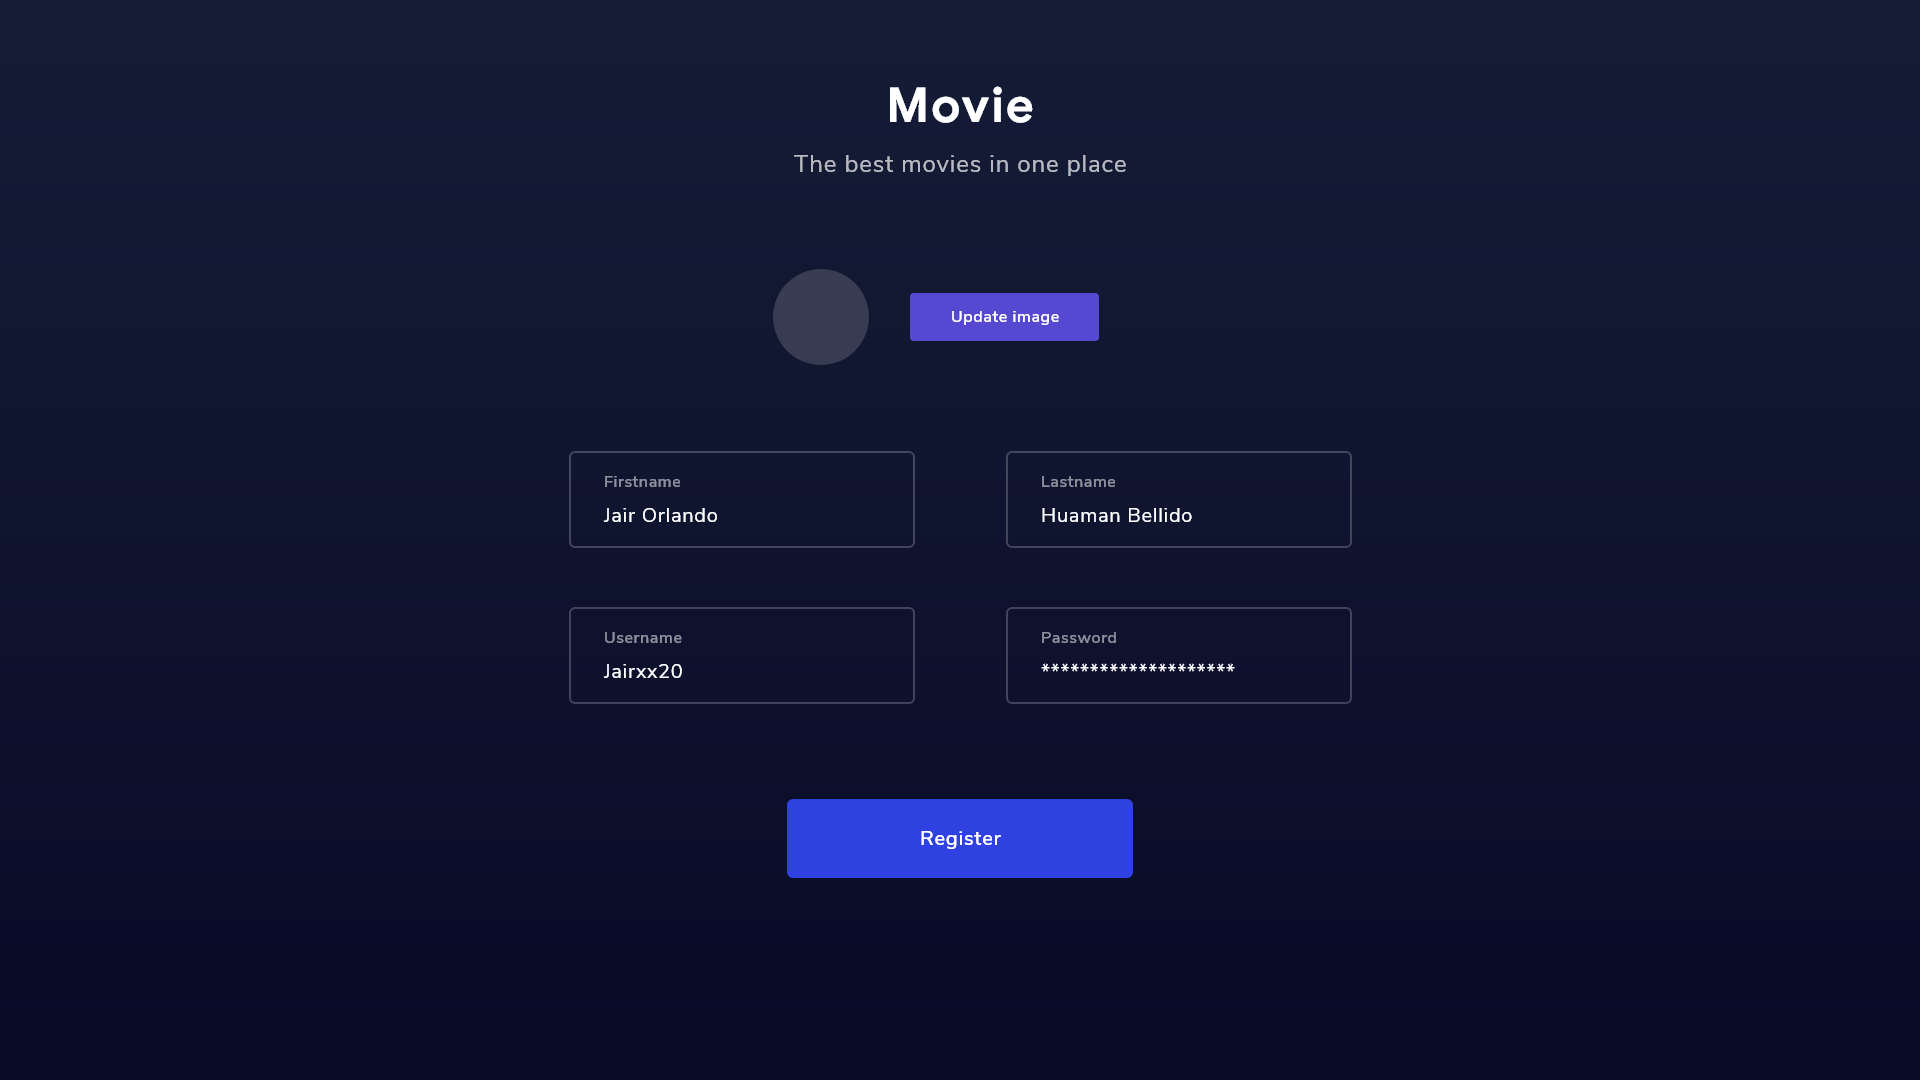 Movie
The best movies in one place
Update image
Firstname
Jair Orlando
Lastname
Huaman Bellido
Username
Jairxx20
Password
********************
Register